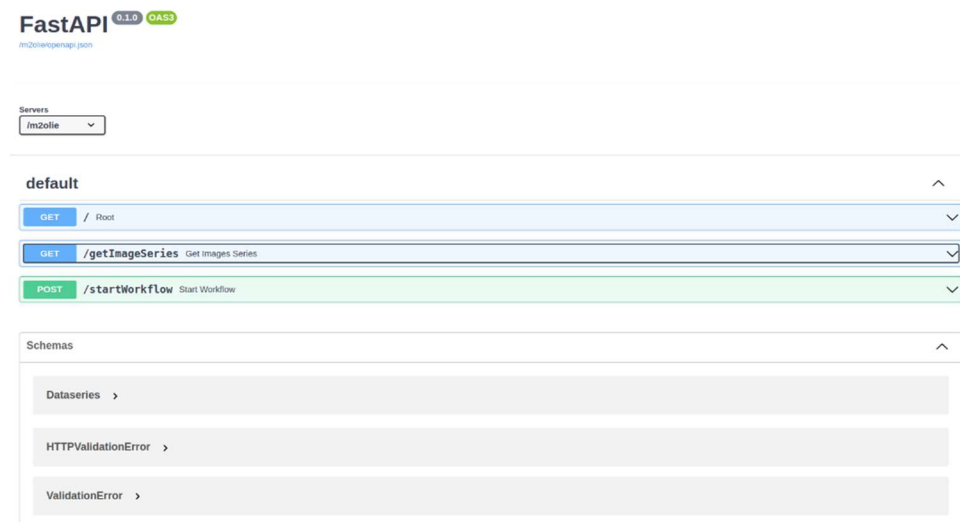 FastAPI 0.1.0 OAS3
/m2olie/openapi.json
Servers
/m2olie
default
GET / Root
GET /getImageSeries Get Images Series
POST /startWorkflow Start Workflow
Schemas
Dataseries
HTTPValidationError
ValidationError